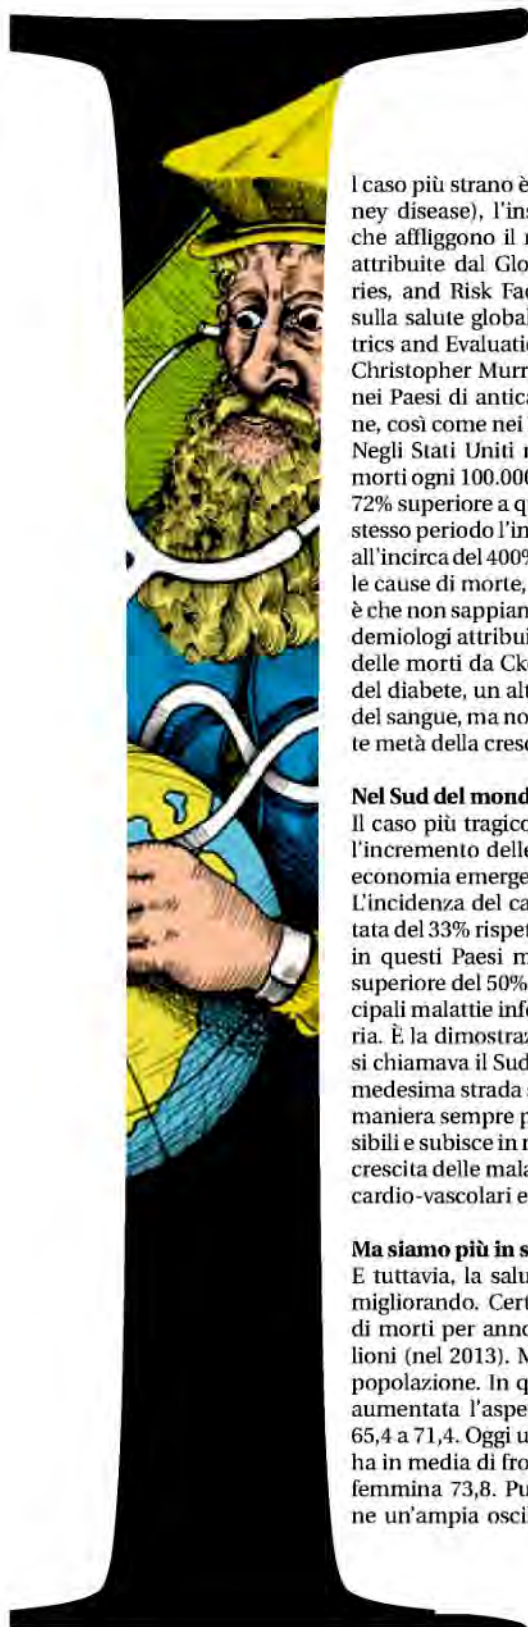 I
l caso più strano è
ney disease), l'ins
che affliggono il
attribuite dal Glo
ries, and Risk Fac
sulla salute global
trics and Evaluatio
Christopher Murr
nei Paesi di antica
ne, così come nei
Negli Stati Uniti
morti ogni 100.000
72% superiore a q
stesso periodo l'in
all'incirca del 400%
le cause di morte,
è che non sappian
demiologi attribui
delle morti da Ck
del diabete, un alt
del sangue, ma no
te metà della cresc
Nel Sud del mond
Il caso più tragico
l'incremento delle
economia emerge
L'incidenza del ca
tata del 33% rispet
in questi Paesi m
superiore del 50%
cipali malattie infe
ria. È la dimostraz
si chiamava il Sud
medesima strada
maniera sempre p
sibili e subisce in
crescita delle mala
cardio-vascolari e
Ma siamo più in s
E tuttavia, la salu
migliorando. Cert
di morti per anno
lioni (nel 2013). M
popolazione. In q
aumentata l'aspe
65,4 a 71,4. Oggi u
ha in media di fro
femmina 73,8. Pu
ne un'ampia oscil